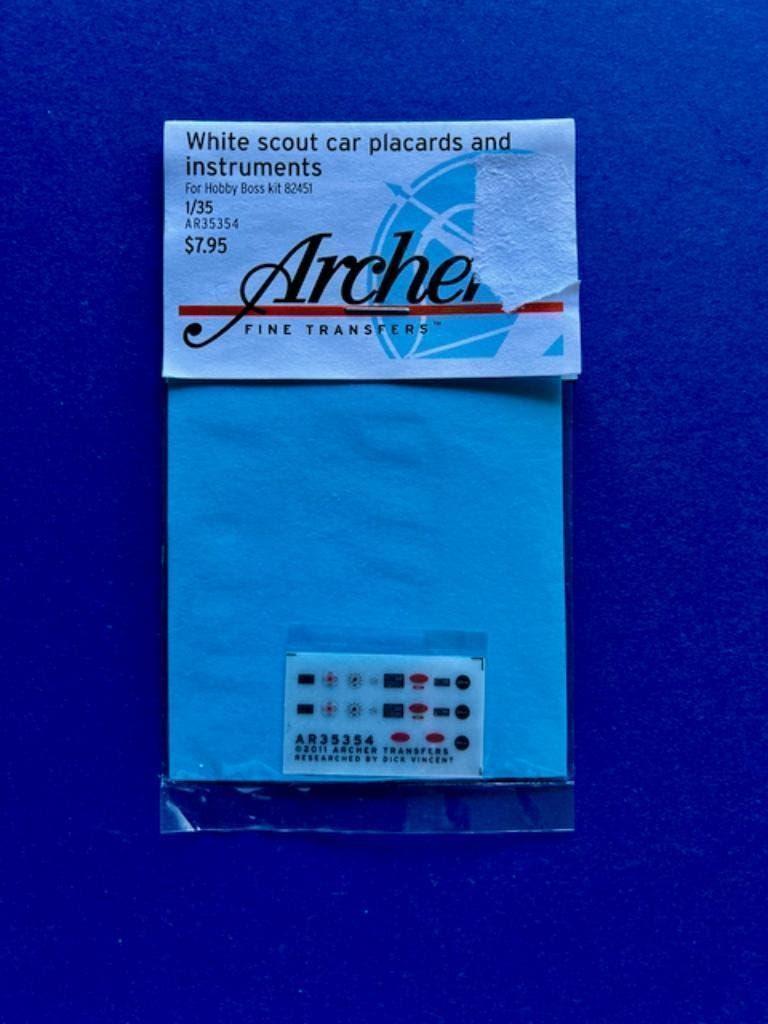 White scout car placards and
instruments
For Hobby Boss kit 82451
1/35
AR35354
$7.95
Archer
FINE TRANSFERS™
AR35354
©2011 ARCHER TRANSFERS
RESEARCHED BY DICK VINCENT